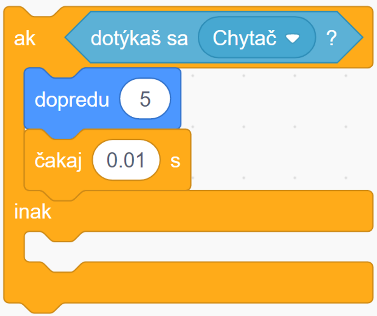 ak dotýkaš sa Chytač ?
dopredu 5
čakaj 0.01 s
inak